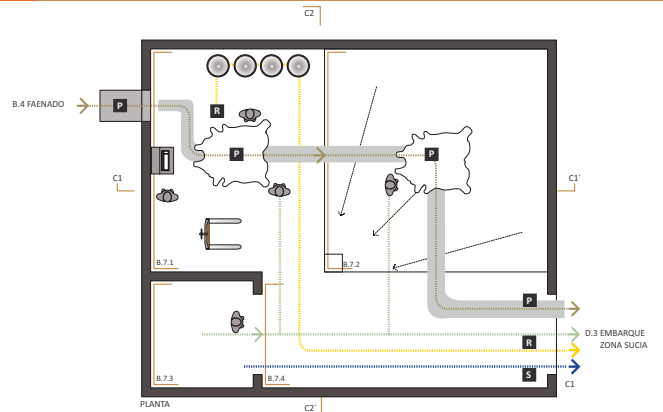 C2
B.4 FAENADO
P
R
P
P
C1
C1´
B.7.1
B.7.2
P
D.3 EMBARQUE
ZONA SUCIA
R
S
C1
B.7.3
B.7.4
PLANTA
C2´